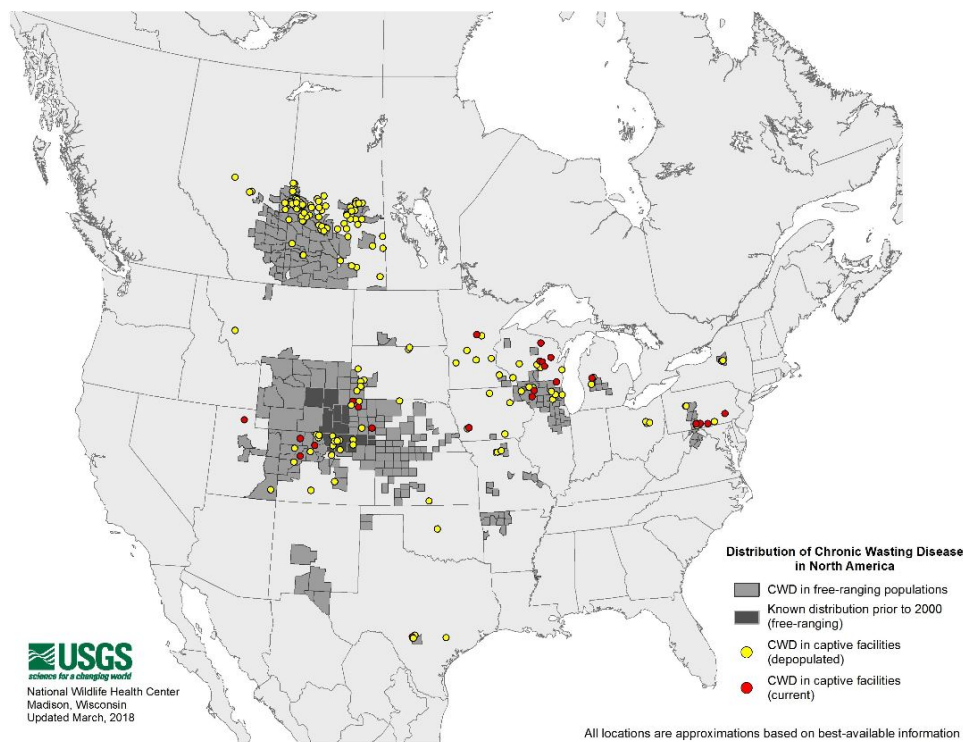 Distribution of Chronic Wasting Disease
in North America
CWD in free-ranging populations
Known distribution prior to 2000
(free-ranging)
CWD in captive facilities
(depopulated)
CWD in captive facilities
(current)
USGS
science for a changing world
National Wildlife Health Center
Madison, Wisconsin
Updated March, 2018
All locations are approximations based on best-available information